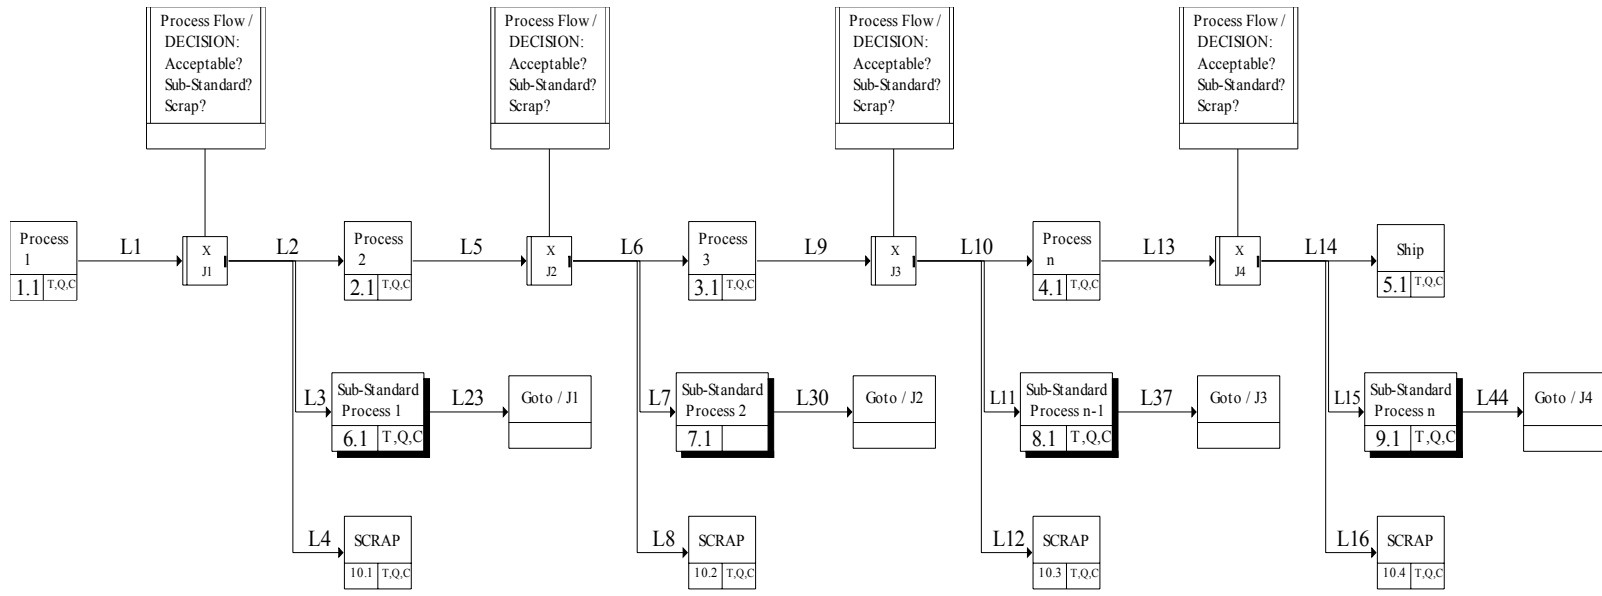 Process Flow /
DECISION:
Acceptable?
Sub-Standard?
Scrap?
Process Flow /
DECISION:
Acceptable?
Sub-Standard?
Scrap?
Process Flow /
DECISION:
Acceptable?
Sub-Standard?
Scrap?
Process Flow /
DECISION:
Acceptable?
Sub-Standard?
Scrap?
Process
1
1.1
T,Q,C
L1
X
J1
L2
Process
2
2.1
T,Q,C
L5
X
J2
L6
Process
3
3.1
T,Q,C
L9
X
J3
L10
Process
n
4.1
T,Q,C
L13
X
J4
L14
Ship
5.1
T,Q,C
L3
Sub-Standard
Process 1
6.1
T,Q,C
L23
Goto / J1
L7
Sub-Standard
Process 2
7.1
L30
Goto / J2
L11
Sub-Standard
Process n-1
8.1
T,Q,C
L37
Goto / J3
L15
Sub-Standard
Process n
9.1
T,Q,C
L44
Goto / J4
L4
SCRAP
10.1
T,Q,C
L8
SCRAP
10.2
T,Q,C
L12
SCRAP
10.3
T,Q,C
L16
SCRAP
10.4
T,Q,C